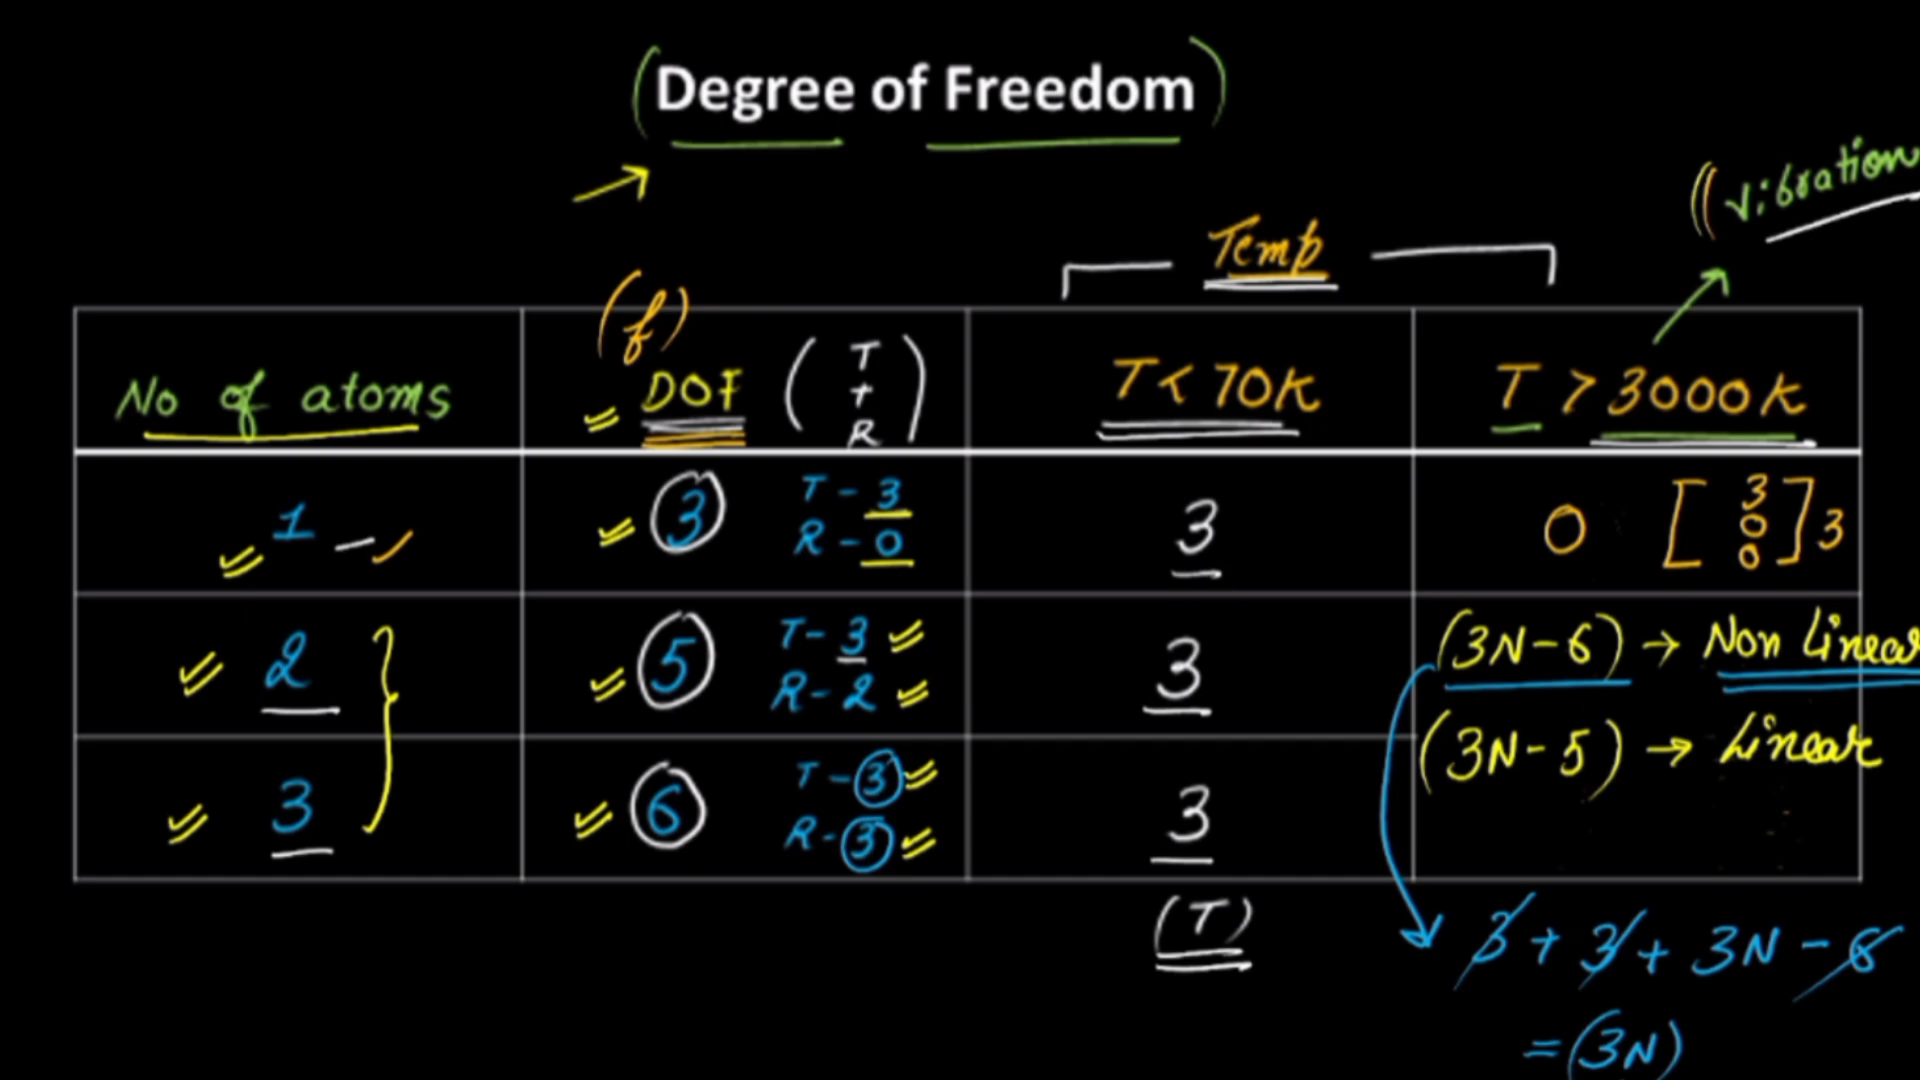 (Degree of Freedom)
((vibration
Temp
(f)
No of atoms
DOF (T + R)
T < 70K
T > 3000K
1
3
T - 3
R - 0
3
0 [3 0 0] 3
2
5
T - 3
R - 2
3
(3N - 6) → Non Linear
(3N - 5) → Linear
3
6
T - 3
R - 3
3
(T)
3 + 3 + 3N - 6
= (3N)